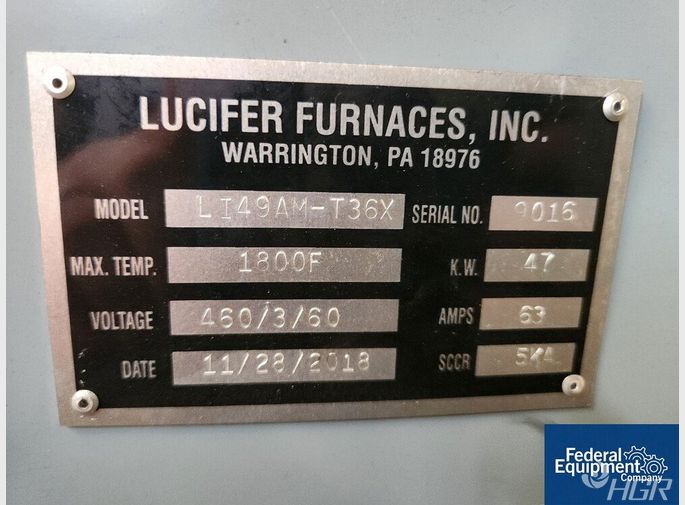 LUCIFER FURNACES, INC.
WARRINGTON, PA 18976
MODEL LI49AM-T36X SERIAL NO. 9016
MAX. TEMP. 1800F K.W. 47
VOLTAGE 460/3/60 AMPS 63
DATE 11/28/2018 SCCR 5KA
Federal
Equipment
Company
HGR